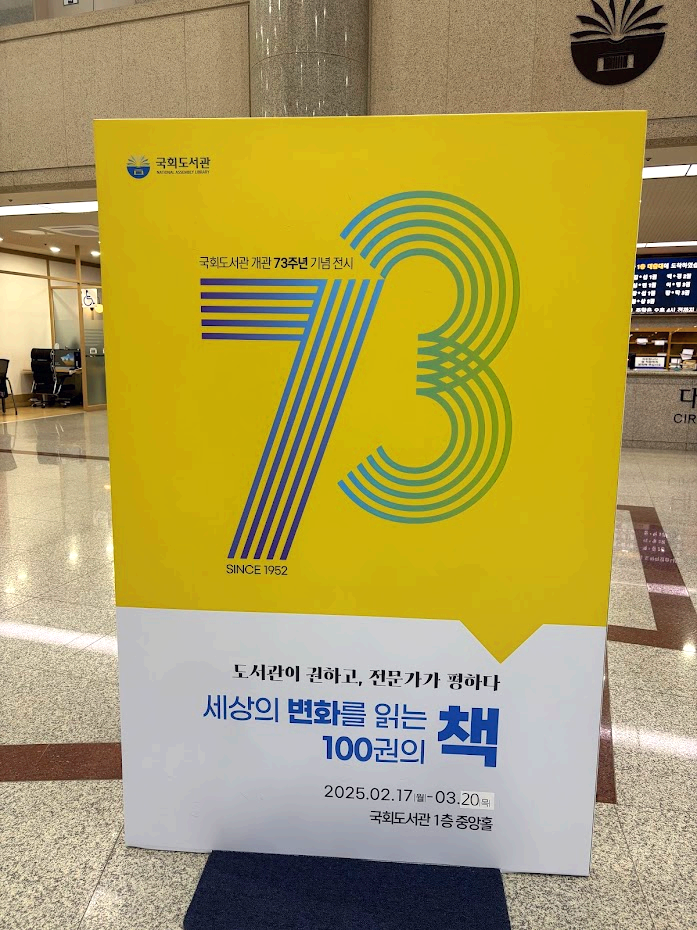 국회도서관
NATIONAL ASSEMBLY LIBRARY
국회도서관 개관 73주년 기념 전시
73
SINCE 1952
도서관이 권하고, 전문가가 평하다
세상의 변화를 읽는
100권의
책
2025.02.17(월)-03.20(목)
국회도서관 1층 중앙홀
대
CIR